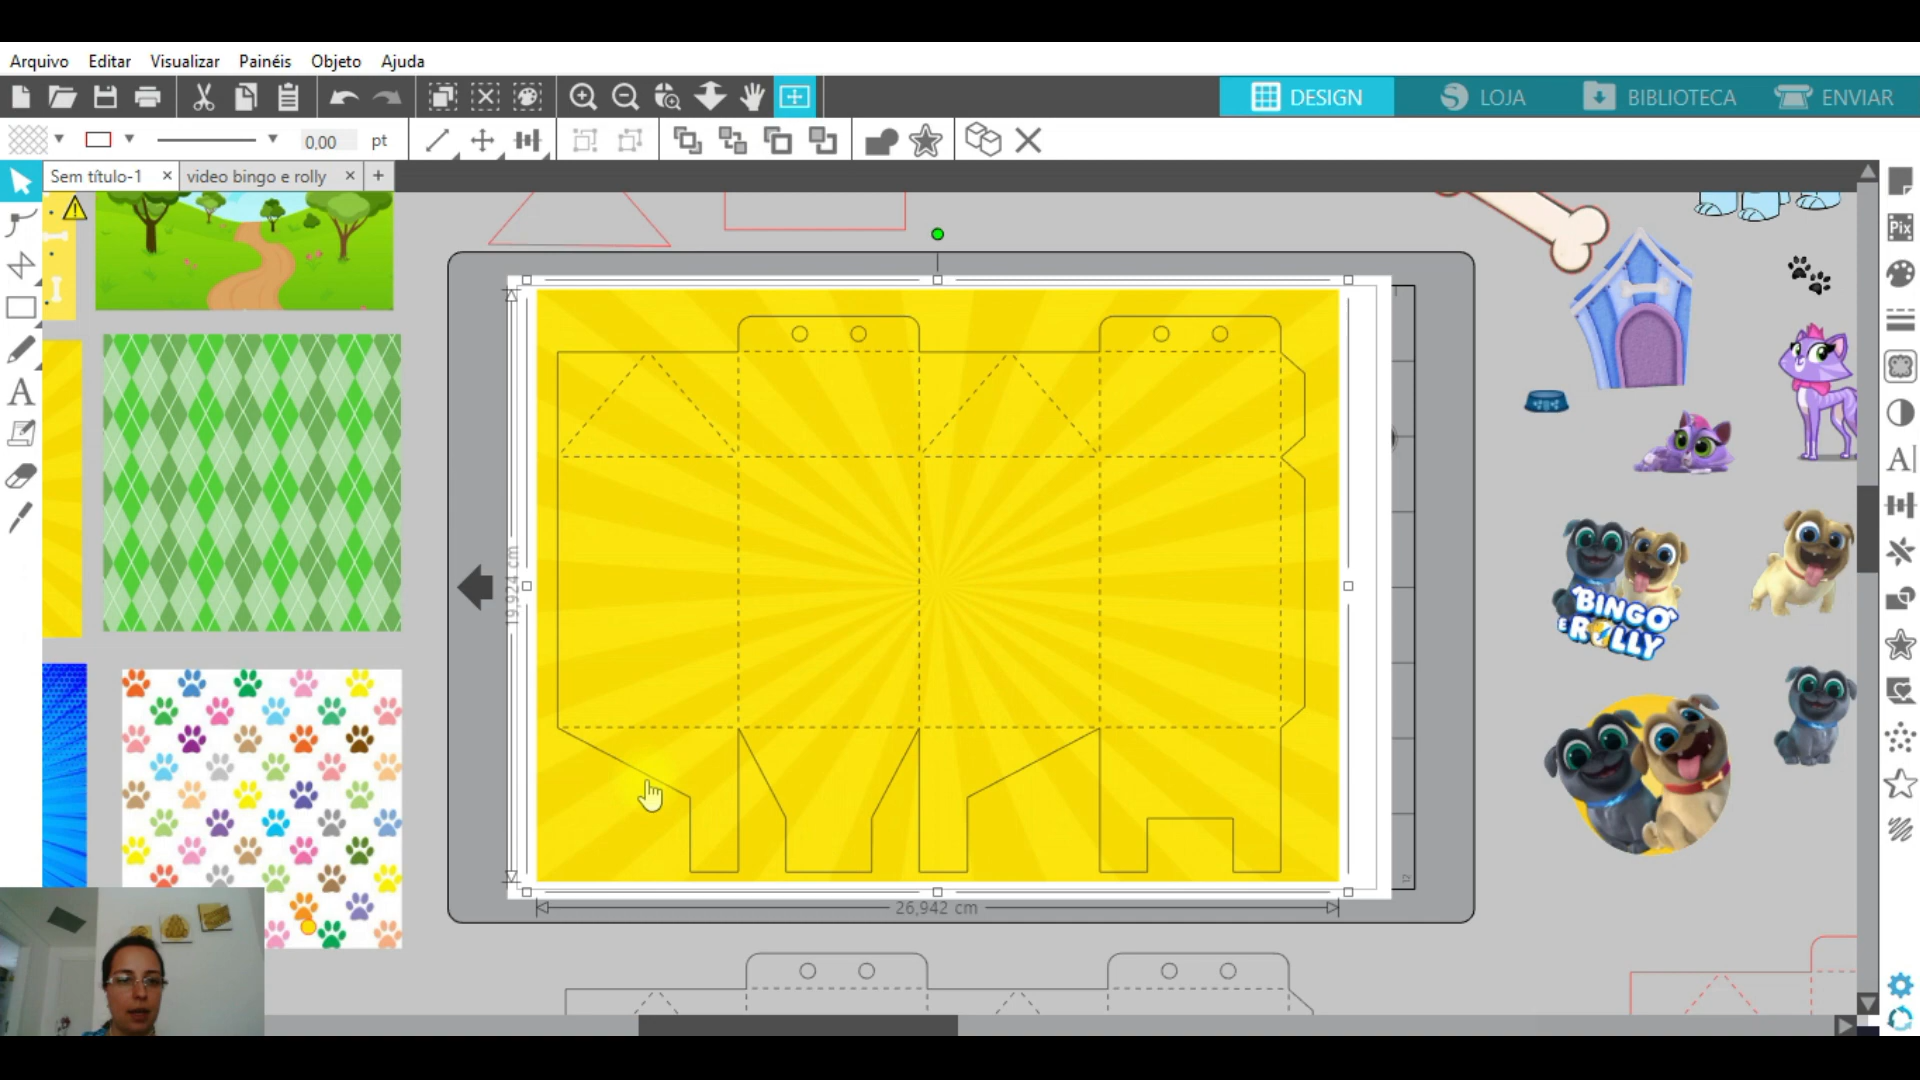 Arquivo Editar Visualizar Painéis Objeto Ajuda
DESIGN LOJA BIBLIOTECA ENVIAR
0,00 pt
Sem título-1 × video bingo e rolly × +
Pix
A
A
19,924 cm
BINGO
E ROLLY
12
26,942 cm